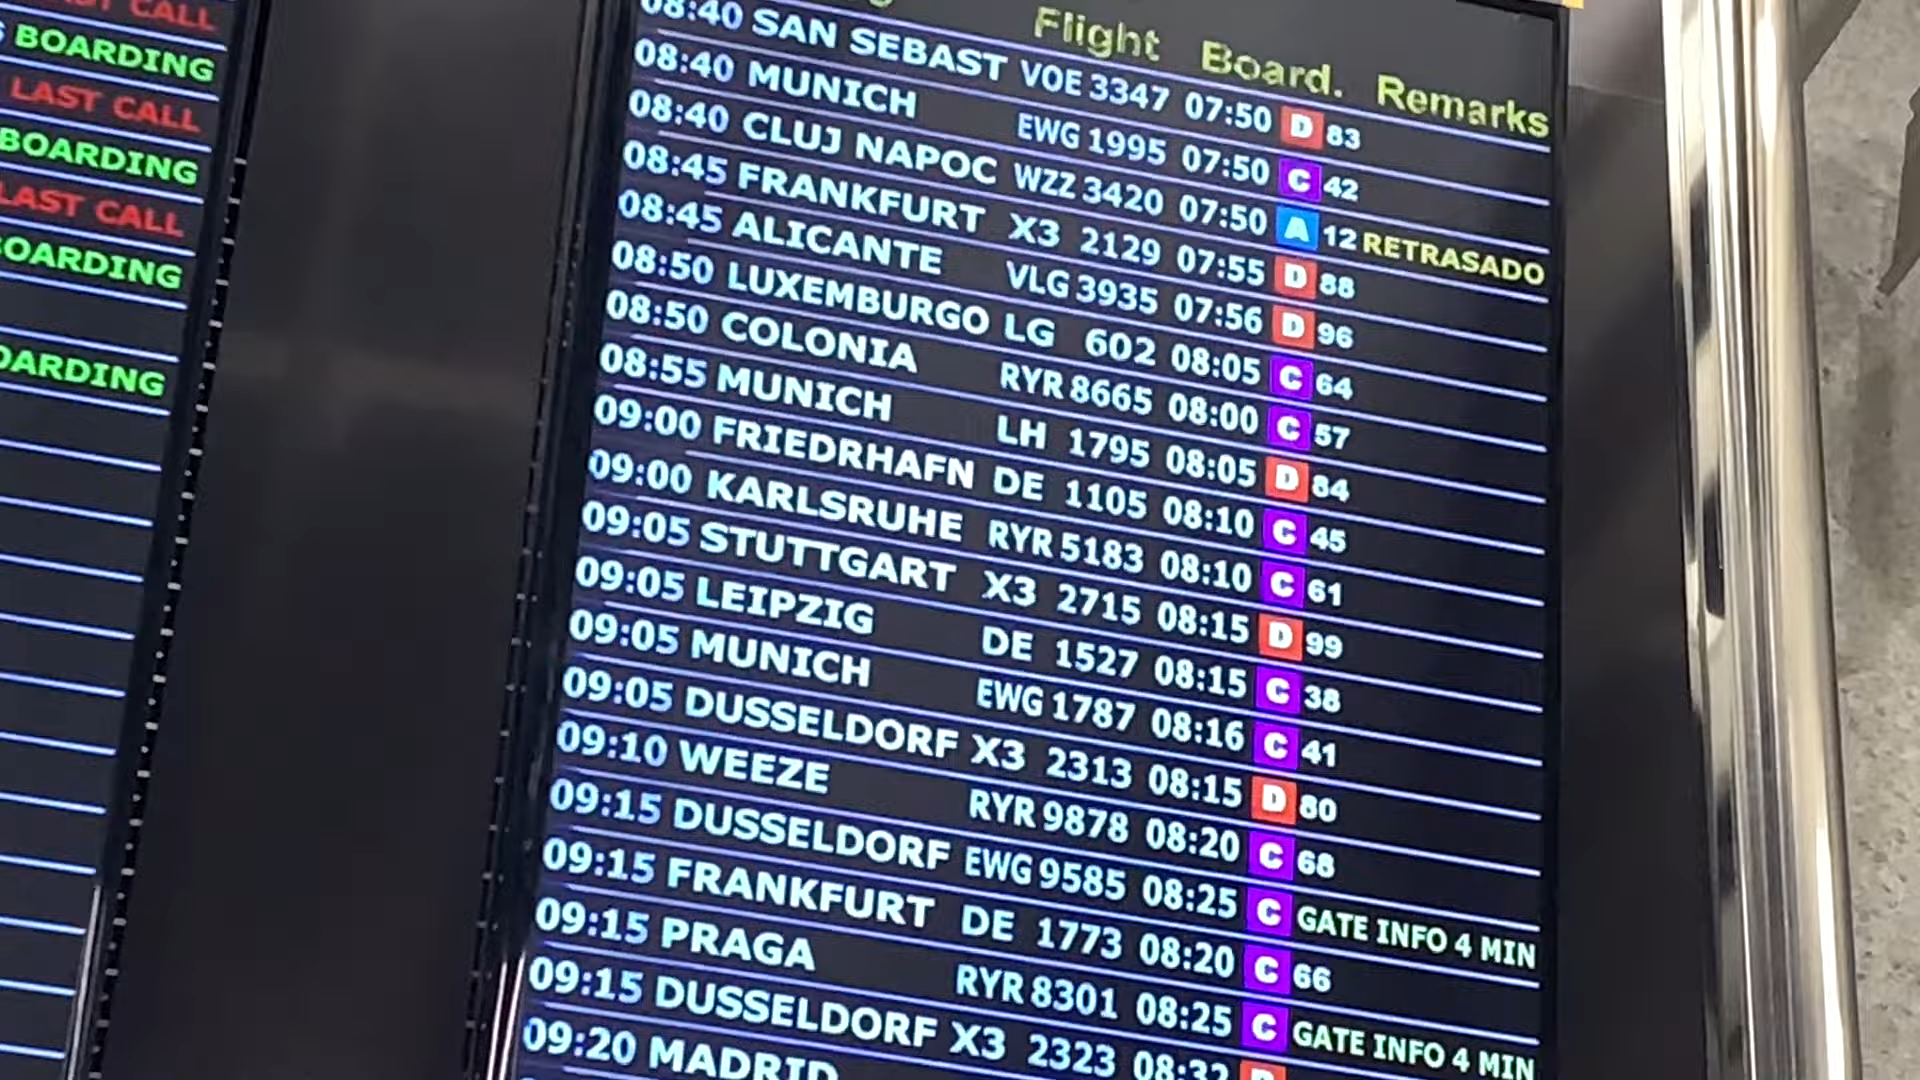 LAST CALL
BOARDING
LAST CALL
BOARDING
LAST CALL
BOARDING
BOARDING
Flight Board. Remarks
08:40 SAN SEBAST VOE 3347 07:50 D 83
08:40 MUNICH EWG 1995 07:50 C 42
08:40 CLUJ NAPOC WZZ 3420 07:50 A 12 RETRASADO
08:45 FRANKFURT X3 2129 07:55 D 88
08:45 ALICANTE VLG 3935 07:56 D 96
08:50 LUXEMBURGO LG 602 08:05 C 64
08:50 COLONIA RYR 8665 08:00 C 57
08:55 MUNICH LH 1795 08:05 D 84
09:00 FRIEDRHAFN DE 1105 08:10 C 45
09:00 KARLSRUHE RYR 5183 08:10 C 61
09:05 STUTTGART X3 2715 08:15 D 99
09:05 LEIPZIG DE 1527 08:15 C 38
09:05 MUNICH EWG 1787 08:16 C 41
09:05 DUSSELDORF X3 2313 08:15 D 80
09:10 WEEZE RYR 9878 08:20 C 68
09:15 DUSSELDORF EWG 9585 08:25 C GATE INFO 4 MIN
09:15 FRANKFURT DE 1773 08:20 C 66
09:15 PRAGA RYR 8301 08:25 C GATE INFO 4 MIN
09:15 DUSSELDORF X3 2323 08:32 D
09:20 MADRID